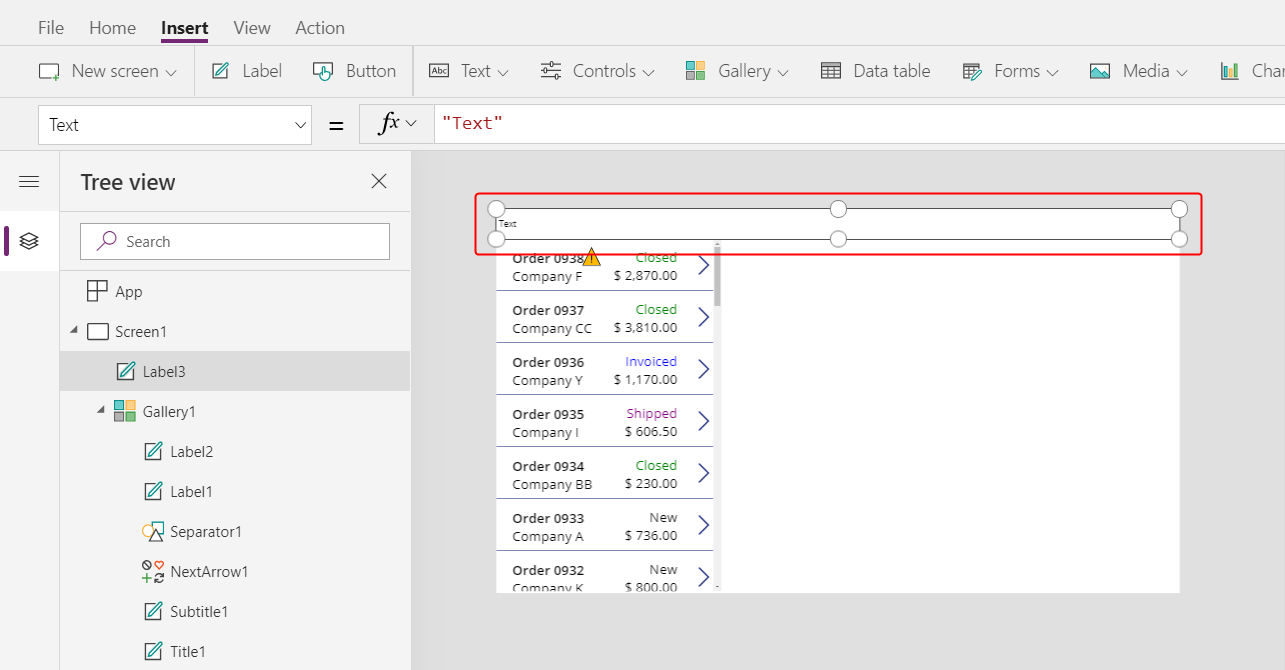 File Home Insert View Action
New screen Label Button Abc Text Controls Gallery Data table Forms Media Char
Text = fx "Text"
Tree view
Search
App
Screen1
Label3
Gallery1
Label2
Label1
Separator1
NextArrow1
Subtitle1
Title1
Text
Order 0938 Closed
Company F $ 2,870.00
Order 0937 Closed
Company CC $ 3,810.00
Order 0936 Invoiced
Company Y $ 1,170.00
Order 0935 Shipped
Company I $ 606.50
Order 0934 Closed
Company BB $ 230.00
Order 0933 New
Company A $ 736.00
Order 0932 New
Company K $ 800.00